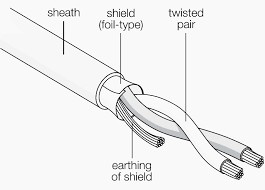 sheath
shield
(foil-type)
twisted
pair
earthing
of shield